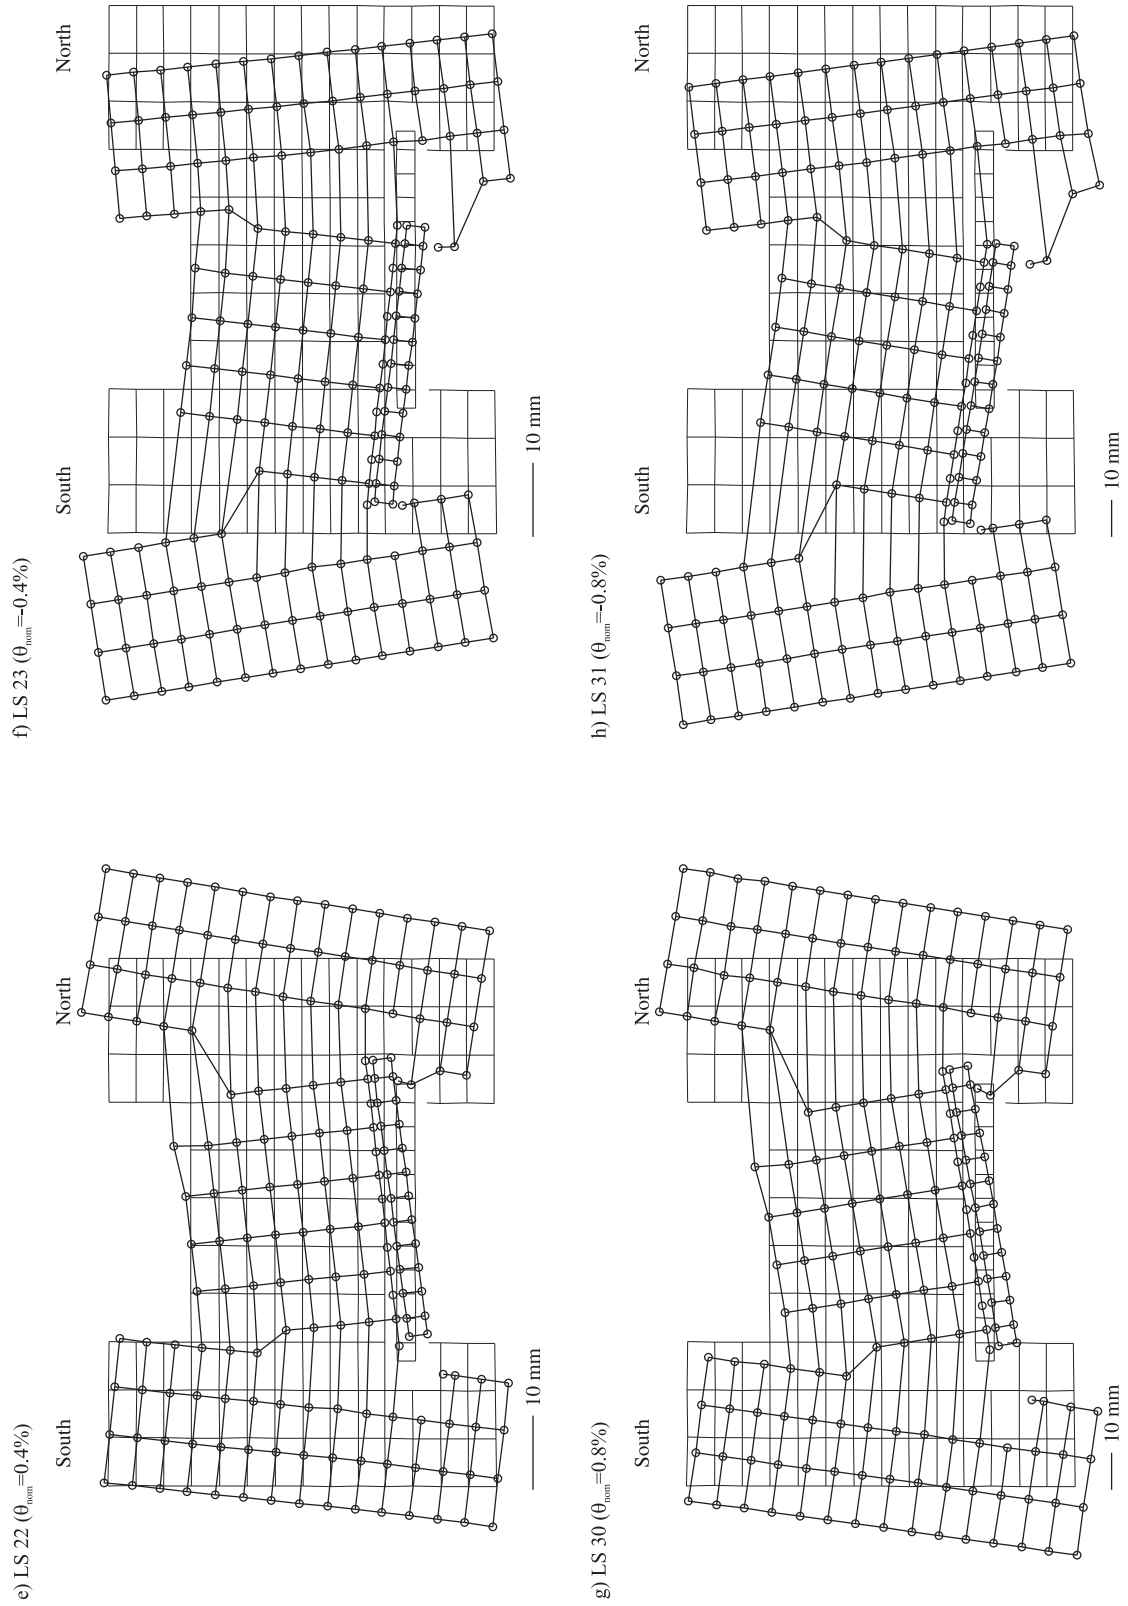 e) LS 22 (θnom=0.4%)
South
North
10 mm
f) LS 23 (θnom=-0.4%)
South
North
10 mm
g) LS 30 (θnom=0.8%)
South
North
10 mm
h) LS 31 (θnom=-0.8%)
South
North
10 mm